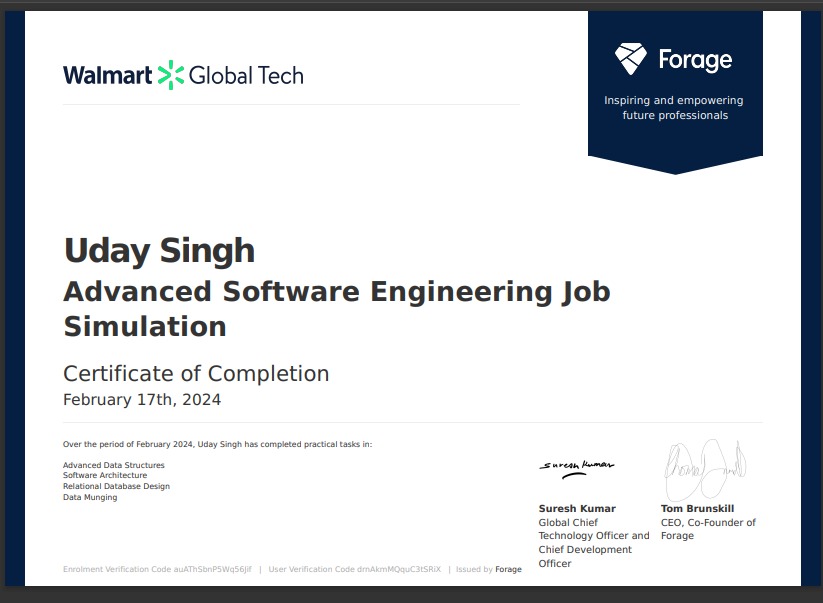 Walmart Global Tech
Forage
Inspiring and empowering
future professionals
Uday Singh
Advanced Software Engineering Job
Simulation
Certificate of Completion
February 17th, 2024
Over the period of February 2024, Uday Singh has completed practical tasks in:
Advanced Data Structures
Software Architecture
Relational Database Design
Data Munging
Suresh Kumar
Suresh Kumar
Global Chief
Technology Officer and
Chief Development
Officer
Tom Brunskill
CEO, Co-Founder of
Forage
Enrolment Verification Code auAThSbnP5Wq56Jif | User Verification Code drnAkmMQquC3tSRiX | Issued by Forage